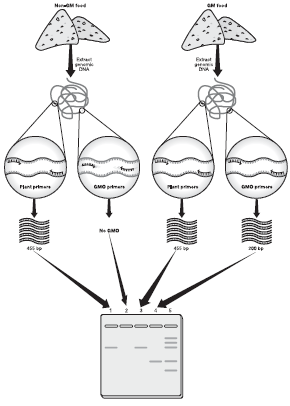 Non-GM food
GM food
Extract
genomic
DNA
Extract
genomic
DNA
Plant primers
GMO primers
Plant primers
GMO primers
455 bp
No GMO
455 bp
200 bp
1 2 3 4 5